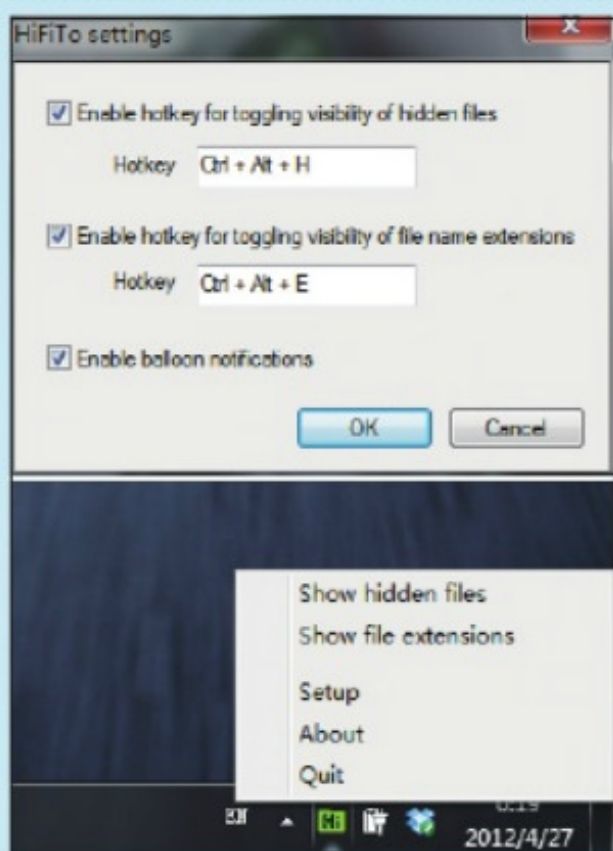 HiFiTo settings
Enable hotkey for toggling visibility of hidden files
Hotkey Ctrl + Alt + H
Enable hotkey for toggling visibility of file name extensions
Hotkey Ctrl + Alt + E
Enable balloon notifications
OK Cancel
Show hidden files
Show file extensions
Setup
About
Quit
Hi
2012/4/27